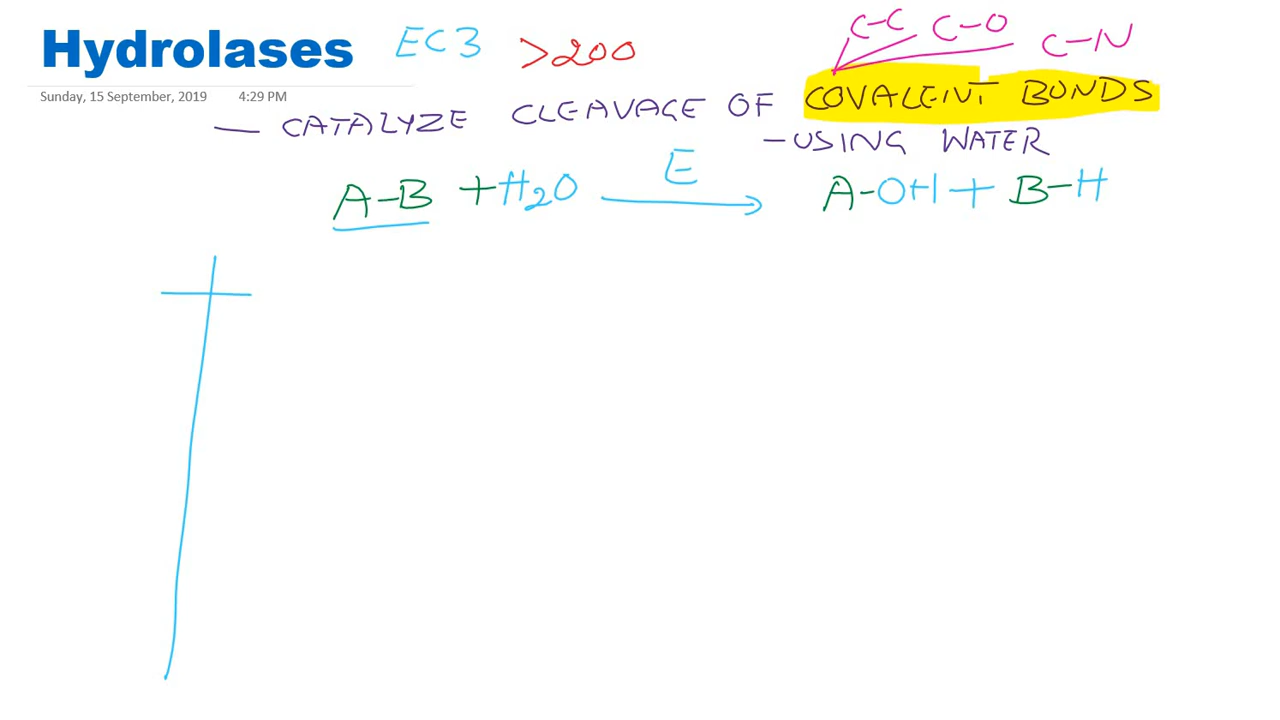 Hydrolases EC3 >200
C-C C-O C-N
Sunday, 15 September, 2019 4:29 PM
— CATALYZE CLEAVAGE OF COVALENT BONDS
- USING WATER
A-B + H2O E A-OH + B-H